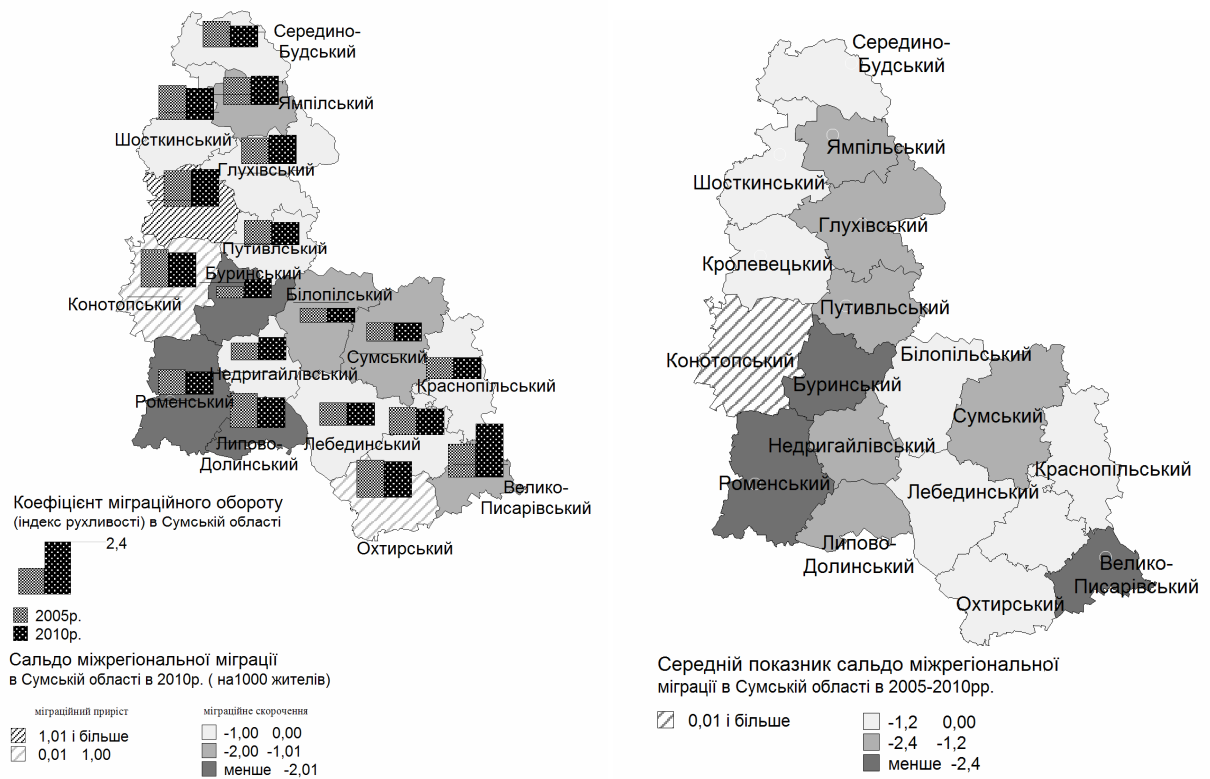 Середино-
Будський
Ямпілський
Шосткинський
Глухівський
Путивлський
Буринський
Конотопський
Білопілський
Сумський
Недригайлівський
Краснопільський
Роменський
Липово-
Долинський
Лебединський
Велико-
Писарівський
Охтирський
Коефіцієнт міграційного обороту
(індекс рухливості) в Сумській області
2,4
2005р.
2010р.
Сальдо міжрегіональної міграції
в Сумській області в 2010р. ( на1000 жителів)
міграційний приріст
міграційне скорочення
1,01 і більше
0,01 1,00
-1,00 0,00
-2,00 -1,01
менше -2,01
Середино-
Будський
Ямпільський
Шосткинський
Глухівський
Кролевецький
Путивльський
Конотопський
Білопільський
Буринський
Сумський
Недригайлівський
Краснопільський
Роменський
Лебединський
Липово-
Долинський
Велико-
Писарівський
Охтирський
Середній показник сальдо міжрегіональної
міграції в Сумській області в 2005-2010рр.
0,01 і більше
-1,2 0,00
-2,4 -1,2
менше -2,4